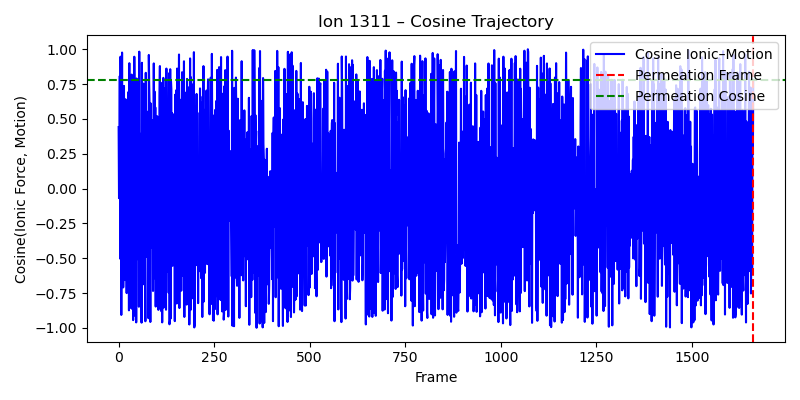 Ion 1311 – Cosine Trajectory
Cosine Ionic–Motion
Permeation Frame
Permeation Cosine
Cosine(Ionic Force, Motion)
1.00
0.75
0.50
0.25
0.00
−0.25
−0.50
−0.75
−1.00
0 250 500 750 1000 1250 1500
Frame